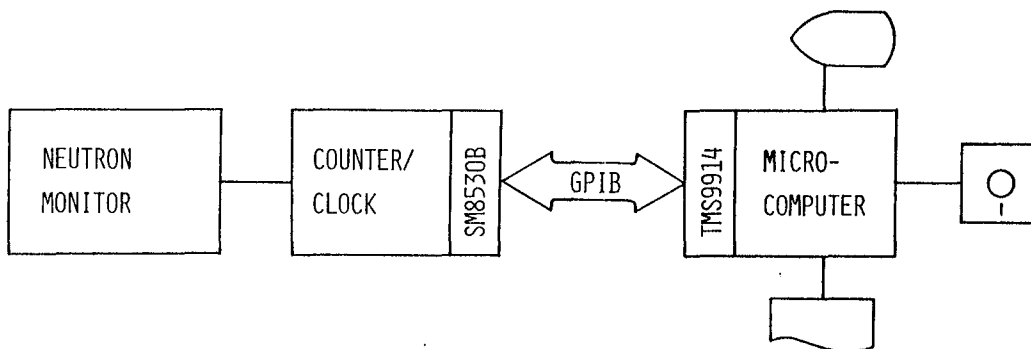 NEUTRON
MONITOR
COUNTER/
CLOCK
SM8530B
GPIB
TMS9914
MICRO-
COMPUTER